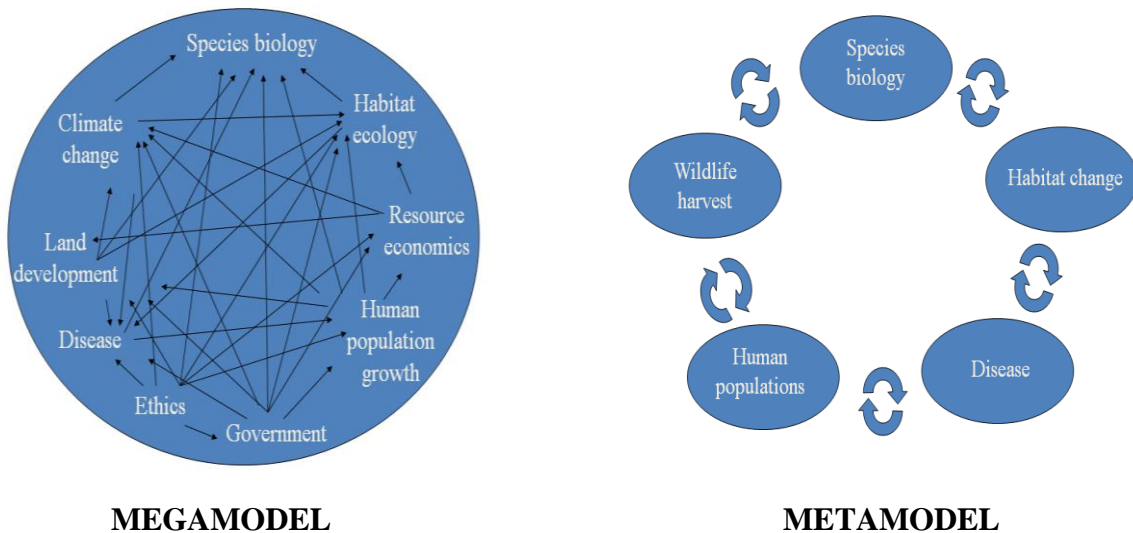 Species biology
Climate
change
Habitat
ecology
Land
development
Resource
economics
Disease
Human
population
growth
Ethics
Government
MEGAMODEL
Species
biology
Wildlife
harvest
Habitat change
Human
populations
Disease
METAMODEL